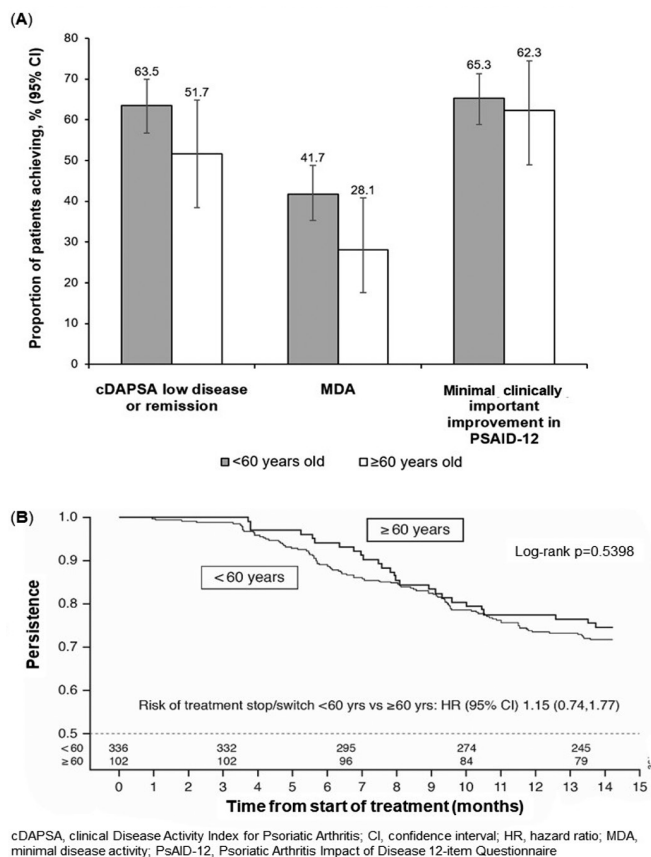 (A)
Proportion of patients achieving, % (95% CI)
80
70
60
50
40
30
20
10
0
63.5
51.7
41.7
28.1
65.3
62.3
cDAPSA low disease
or remission
MDA
Minimal clinically
important
improvement in
PSAID-12
<60 years old
≥60 years old
(B)
Persistence
1.0
0.9
0.8
0.7
0.6
0.5
≥ 60 years
< 60 years
Log-rank p=0.5398
Risk of treatment stop/switch <60 yrs vs ≥60 yrs: HR (95% CI) 1.15 (0.74,1.77)
< 60 336 332 295 274 245
≥ 60 102 102 96 84 79
0 1 2 3 4 5 6 7 8 9 10 11 12 13 14 15
Time from start of treatment (months)
cDAPSA, clinical Disease Activity Index for Psoriatic Arthritis; CI, confidence interval; HR, hazard ratio; MDA,
minimal disease activity; PsAID-12, Psoriatic Arthritis Impact of Disease 12-item Questionnaire